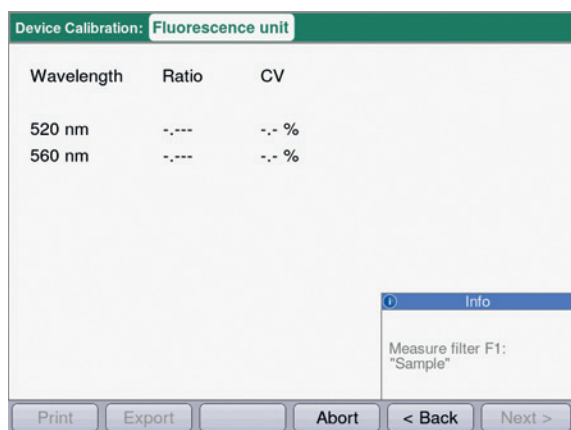 Device Calibration: Fluorescence unit
Wavelength Ratio CV
520 nm -.--- -.- %
560 nm -.--- -.- %
Info
Measure filter F1:
"Sample"
Print Export Abort < Back Next >